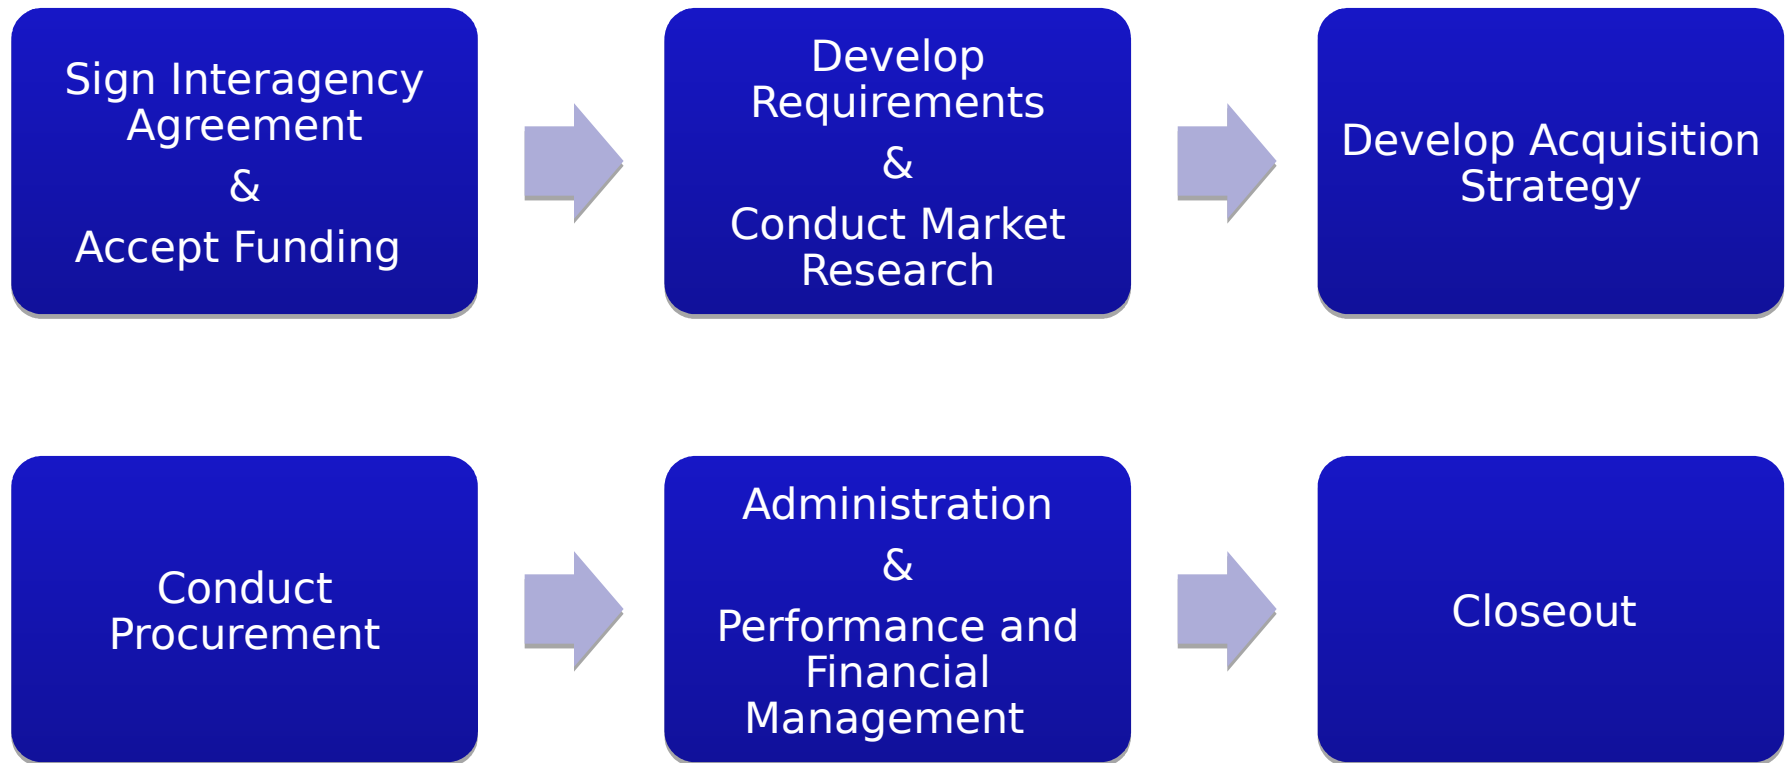 Sign Interagency
Agreement
&
Accept Funding
Develop
Requirements
&
Conduct Market
Research
Develop Acquisition
Strategy
Conduct
Procurement
Administration
&
Performance and
Financial
Management
Closeout